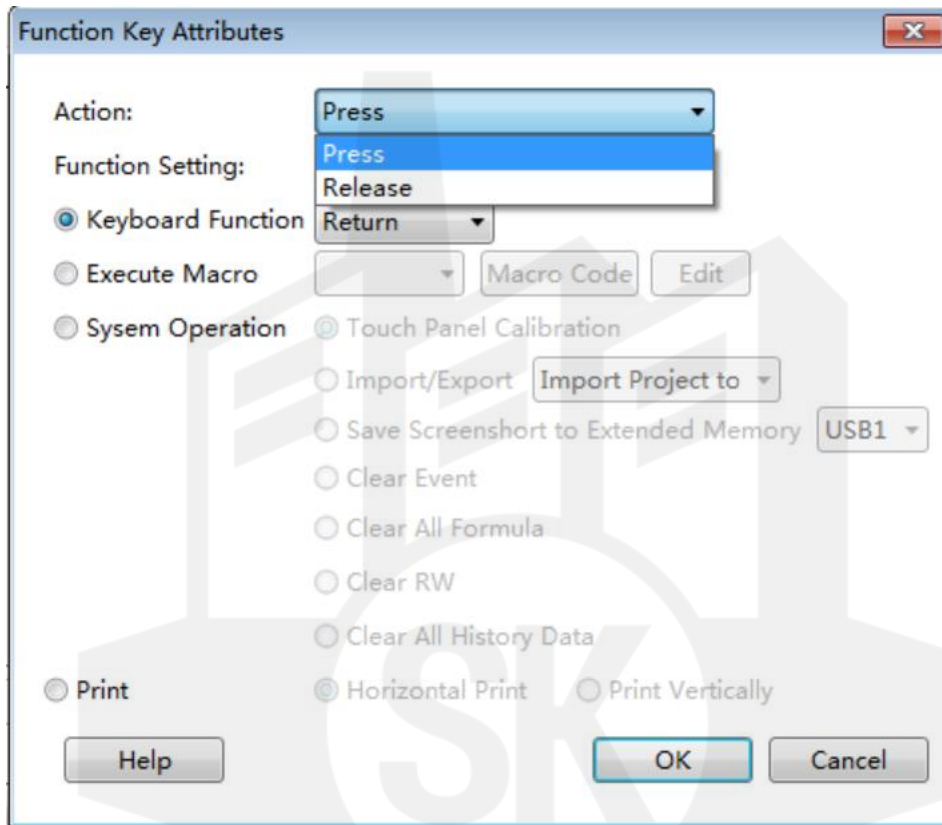 Function Key Attributes
Action: Press
Press
Function Setting:
Release
Keyboard Function Return
Execute Macro Macro Code Edit
Sysem Operation Touch Panel Calibration
Import/Export Import Project to
Save Screenshort to Extended Memory USB1
Clear Event
Clear All Formula
Clear RW
Clear All History Data
Print Horizontal Print Print Vertically
Help OK Cancel
SK